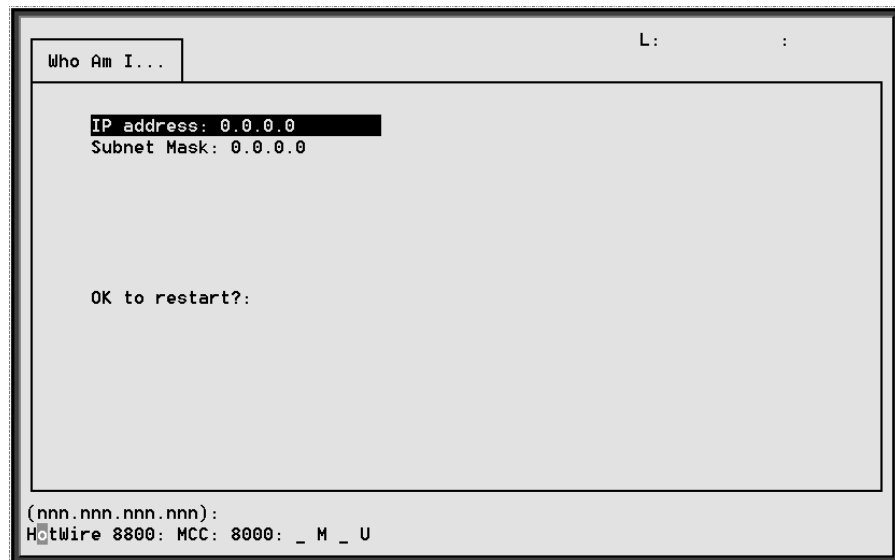 L: :
Who Am I...
IP address: 0.0.0.0
Subnet Mask: 0.0.0.0
OK to restart?:
(nnn.nnn.nnn.nnn):
HotWire 8800: MCC: 8000: _ M _ U